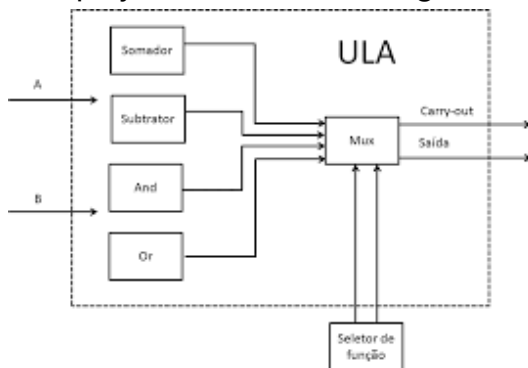 ULA
Somador
A
Subtrator
Carry-out
Mux
Saída
And
B
Or
Seletor de
função